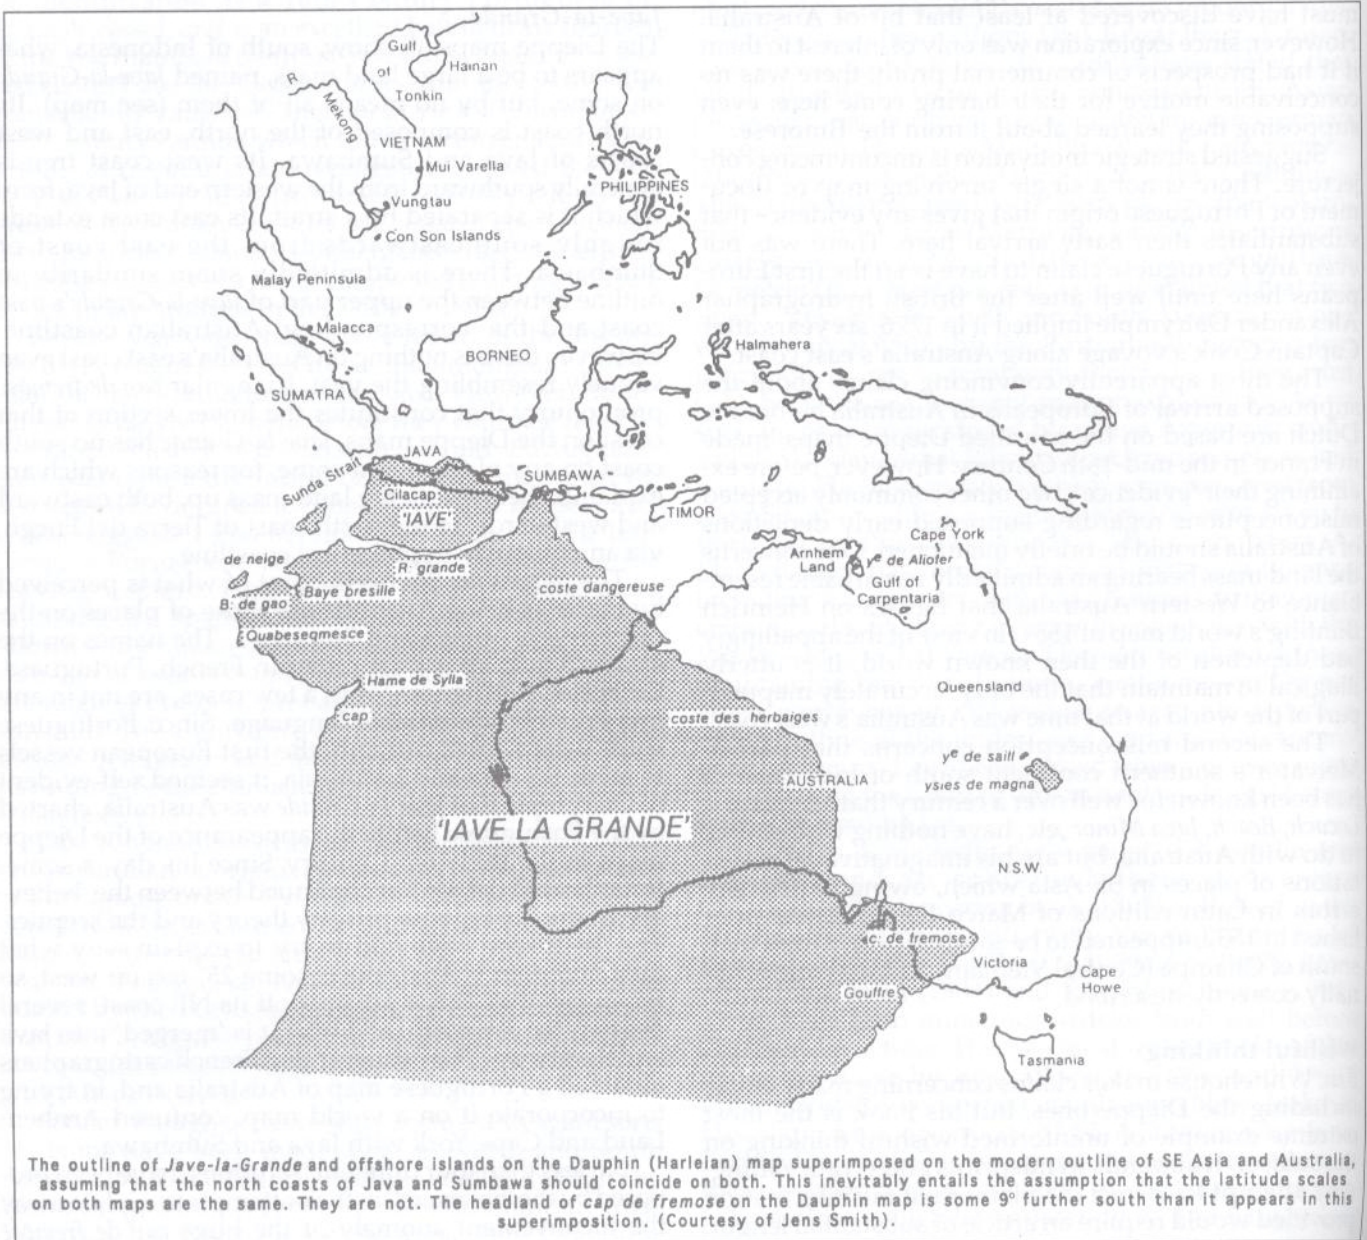 Gulf
of
Tonkin
Hainan
R. Mekong
VIETNAM
Mui Varella
Vungtau
Con Son Islands
PHILIPPINES
Malay Peninsula
Malacca
BORNEO
Halmahera
SUMATRA
JAVA
Sunda Strait
SUMBAWA
Cilacap
'IAVE'
TIMOR
Cape York
Arnhem
Land
yᵉ de Aliofer
Gulf of
Carpentaria
de neige
R: grande
Baye bresille
coste dangereuse
B: de gao
Quabeseqmesce
Hame de Sylla
cap
Queensland
coste des herbaiges
yˢ de saill
ysies de magna
AUSTRALIA
'IAVE LA GRANDE'
N.S.W.
c: de fremose
Victoria
Cape
Howe
Gouffre
Tasmania
The outline of Jave-la-Grande and offshore islands on the Dauphin (Harleian) map superimposed on the modern outline of SE Asia and Australia,
assuming that the north coasts of Java and Sumbawa should coincide on both. This inevitably entails the assumption that the latitude scales
on both maps are the same. They are not. The headland of cap de fremose on the Dauphin map is some 9° further south than it appears in this
superimposition. (Courtesy of Jens Smith).